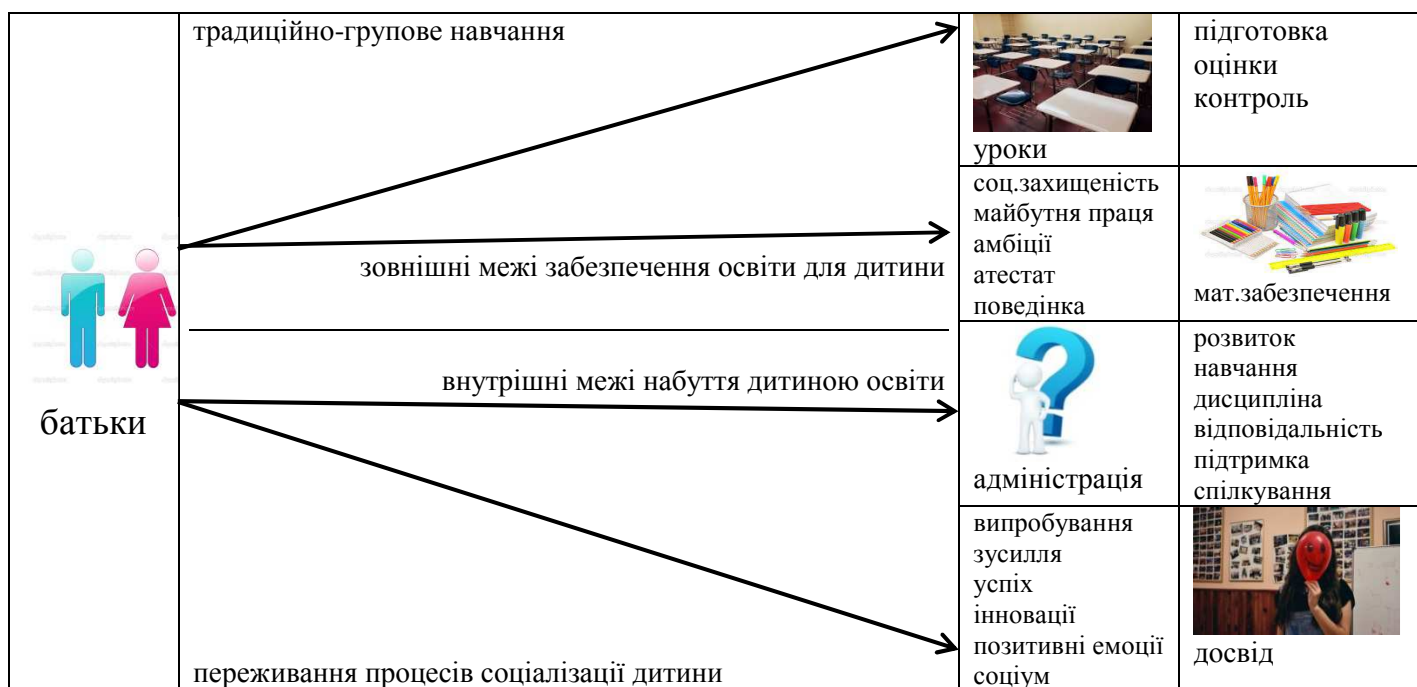 традиційно-групове навчання
уроки
підготовка
оцінки
контроль
зовнішні межі забезпечення освіти для дитини
соц.захищеність
майбутня праця
амбіції
атестат
поведінка
мат.забезпечення
батьки
внутрішні межі набуття дитиною освіти
?
адміністрація
розвиток
навчання
дисципліна
відповідальність
підтримка
спілкування
переживання процесів соціалізації дитини
випробування
зусилля
успіх
інновації
позитивні емоції
соціум
досвід